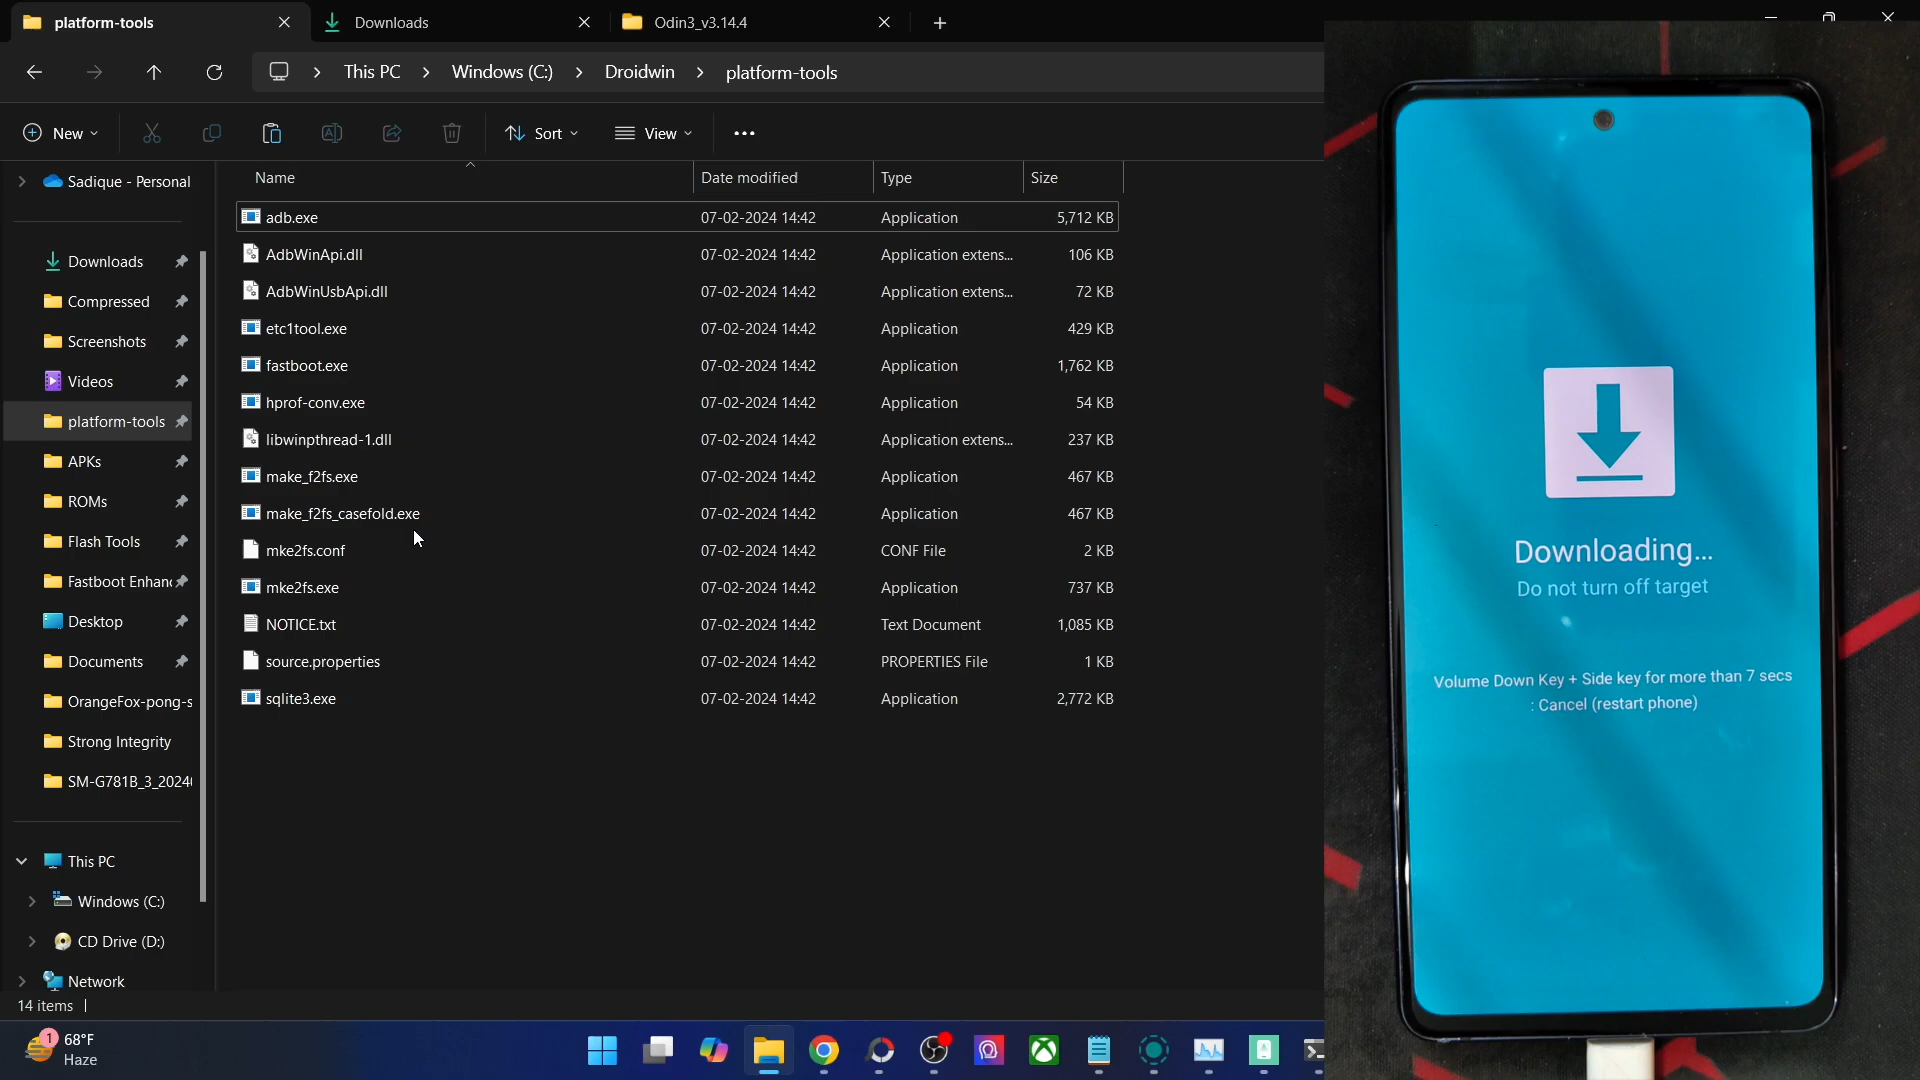 platform-tools
Downloads
Odin3_v3.14.4
This PC
Windows (C:)
Droidwin
platform-tools
New
Sort
View
Sadique - Personal
Downloads
Compressed
Screenshots
Videos
platform-tools
APKs
ROMs
Flash Tools
Fastboot Enhan
Desktop
Documents
OrangeFox-pong-s
Strong Integrity
SM-G781B_3_2024
This PC
Windows (C:)
CD Drive (D:)
Network
Name Date modified Type Size
adb.exe 07-02-2024 14:42 Application 5,712 KB
AdbWinApi.dll 07-02-2024 14:42 Application extens... 106 KB
AdbWinUsbApi.dll 07-02-2024 14:42 Application extens... 72 KB
etc1tool.exe 07-02-2024 14:42 Application 429 KB
fastboot.exe 07-02-2024 14:42 Application 1,762 KB
hprof-conv.exe 07-02-2024 14:42 Application 54 KB
libwinpthread-1.dll 07-02-2024 14:42 Application extens... 237 KB
make_f2fs.exe 07-02-2024 14:42 Application 467 KB
make_f2fs_casefold.exe 07-02-2024 14:42 Application 467 KB
mke2fs.conf 07-02-2024 14:42 CONF File 2 KB
mke2fs.exe 07-02-2024 14:42 Application 737 KB
NOTICE.txt 07-02-2024 14:42 Text Document 1,085 KB
source.properties 07-02-2024 14:42 PROPERTIES File 1 KB
sqlite3.exe 07-02-2024 14:42 Application 2,772 KB
14 items
1
68°F
Haze
Downloading...
Do not turn off target
Volume Down Key + Side key for more than 7 secs
: Cancel (restart phone)